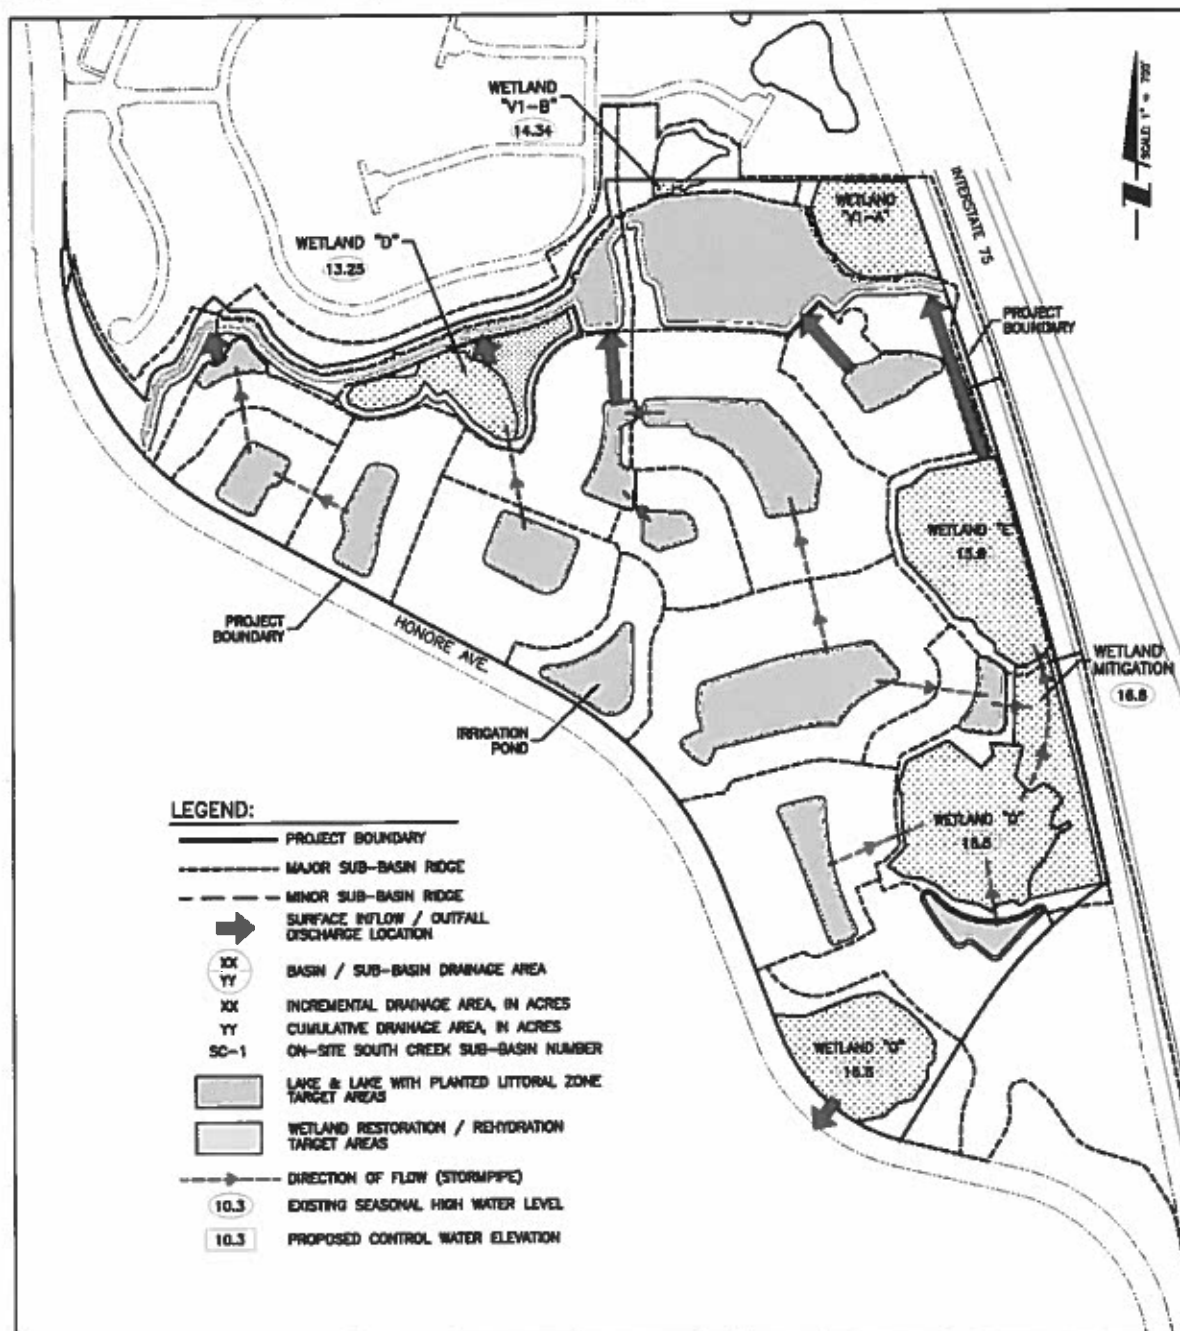 WETLAND
"V1-B"
14.34
SCALE: 1" = 700'
WETLAND
"V1-A"
INTERSTATE 75
WETLAND "D"
13.25
PROJECT
BOUNDARY
WETLAND "E"
15.8
PROJECT
BOUNDARY
HONORE AVE.
WETLAND
MITIGATION
16.8
IRRIGATION
POND
WETLAND "O"
WETLAND "Q"
LEGEND:
PROJECT BOUNDARY
MAJOR SUB-BASIN RIDGE
MINOR SUB-BASIN RIDGE
SURFACE INFLOW / OUTFALL
DISCHARGE LOCATION
XX
YY
BASIN / SUB-BASIN DRAINAGE AREA
XX INCREMENTAL DRAINAGE AREA, IN ACRES
YY CUMULATIVE DRAINAGE AREA, IN ACRES
SC-1 ON-SITE SOUTH CREEK SUB-BASIN NUMBER
LAKE & LAKE WITH PLANTED LITTORAL ZONE
TARGET AREAS
WETLAND RESTORATION / REHYDRATION
TARGET AREAS
DIRECTION OF FLOW (STORMPIPE)
10.3 EXISTING SEASONAL HIGH WATER LEVEL
10.3 PROPOSED CONTROL WATER ELEVATION